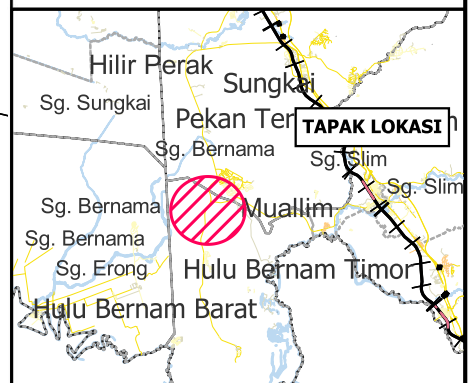 Hilir Perak
Sungkai
Sg. Sungkai
Pekan
TAPAK LOKASI
Sg. Bernama
Sg. Slim
Sg. Slim
Sg. Bernama
Muallim
Sg. Bernama
Sg. Erong
Hulu Bernam Timor
Hulu Bernam Barat